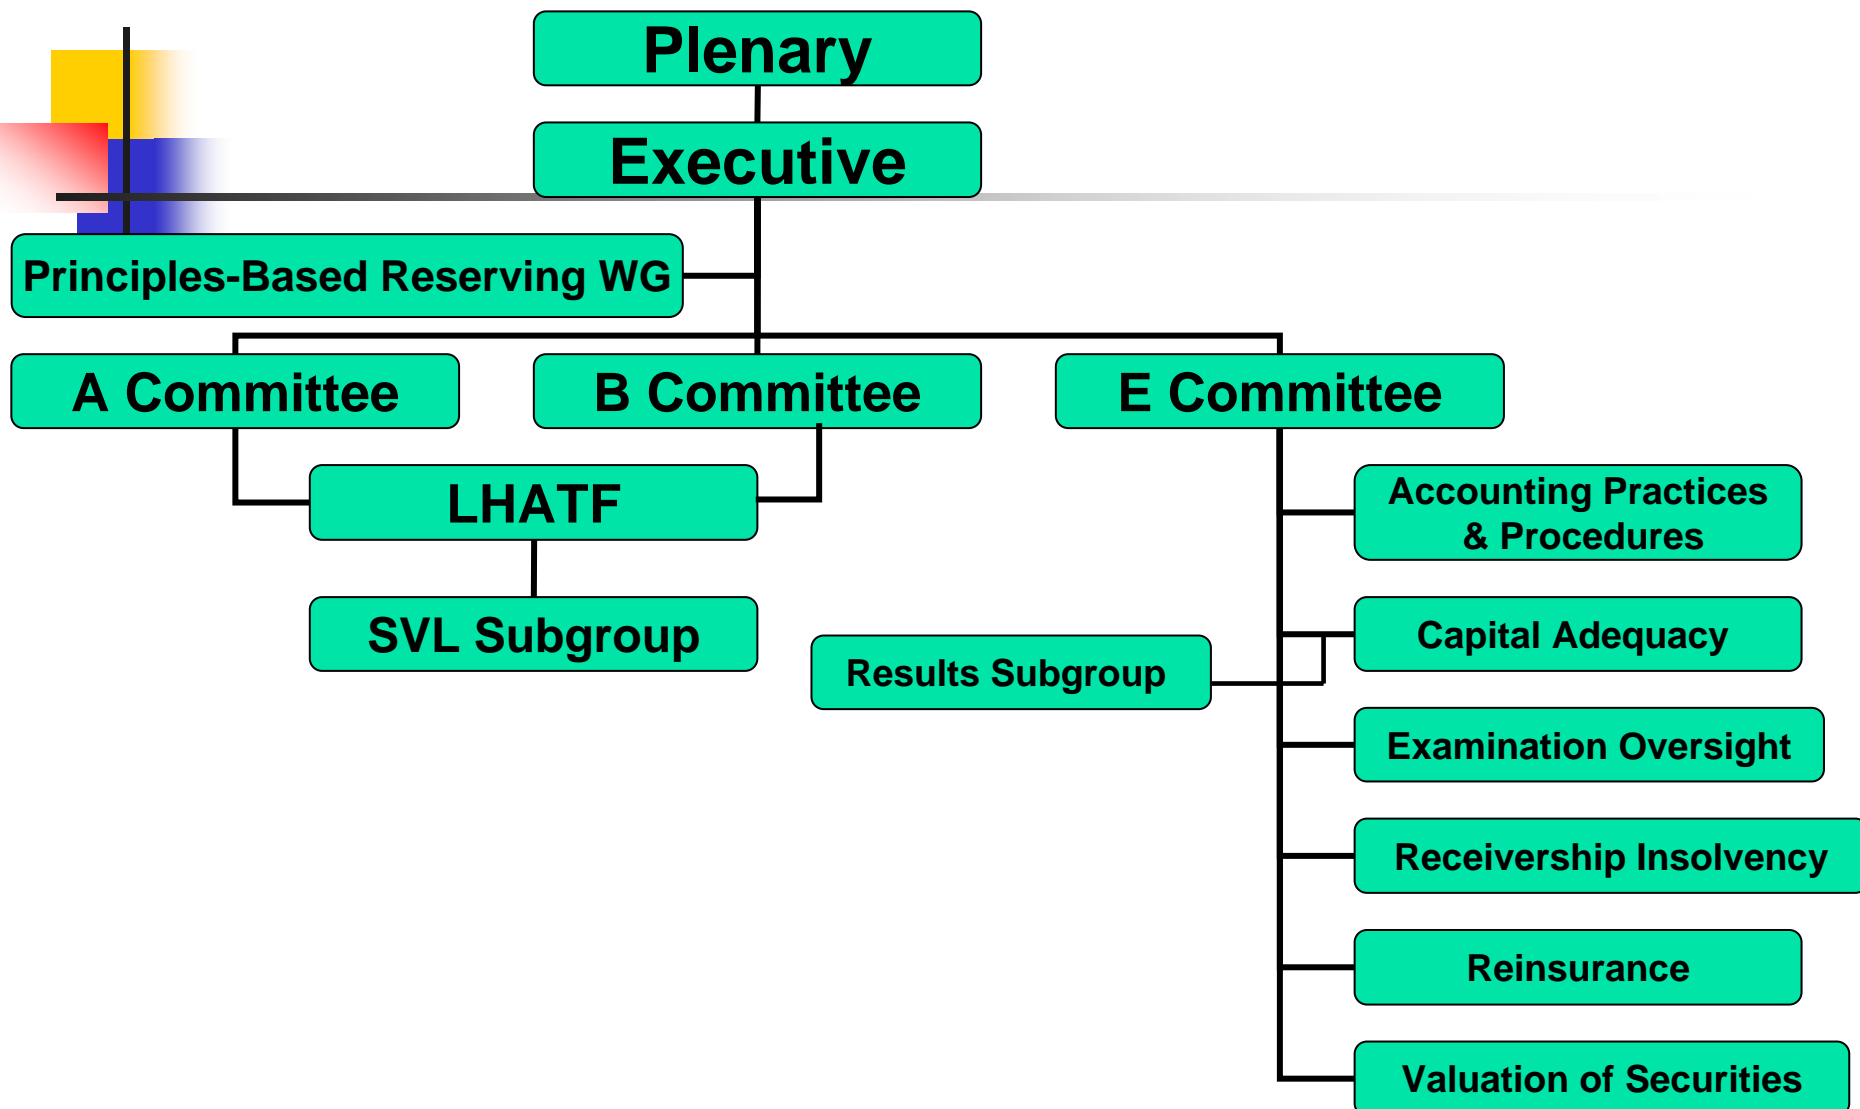 Plenary
Executive
Principles-Based Reserving WG
A Committee
B Committee
E Committee
LHATF
Accounting Practices
& Procedures
SVL Subgroup
Capital Adequacy
Results Subgroup
Examination Oversight
Receivership Insolvency
Reinsurance
Valuation of Securities